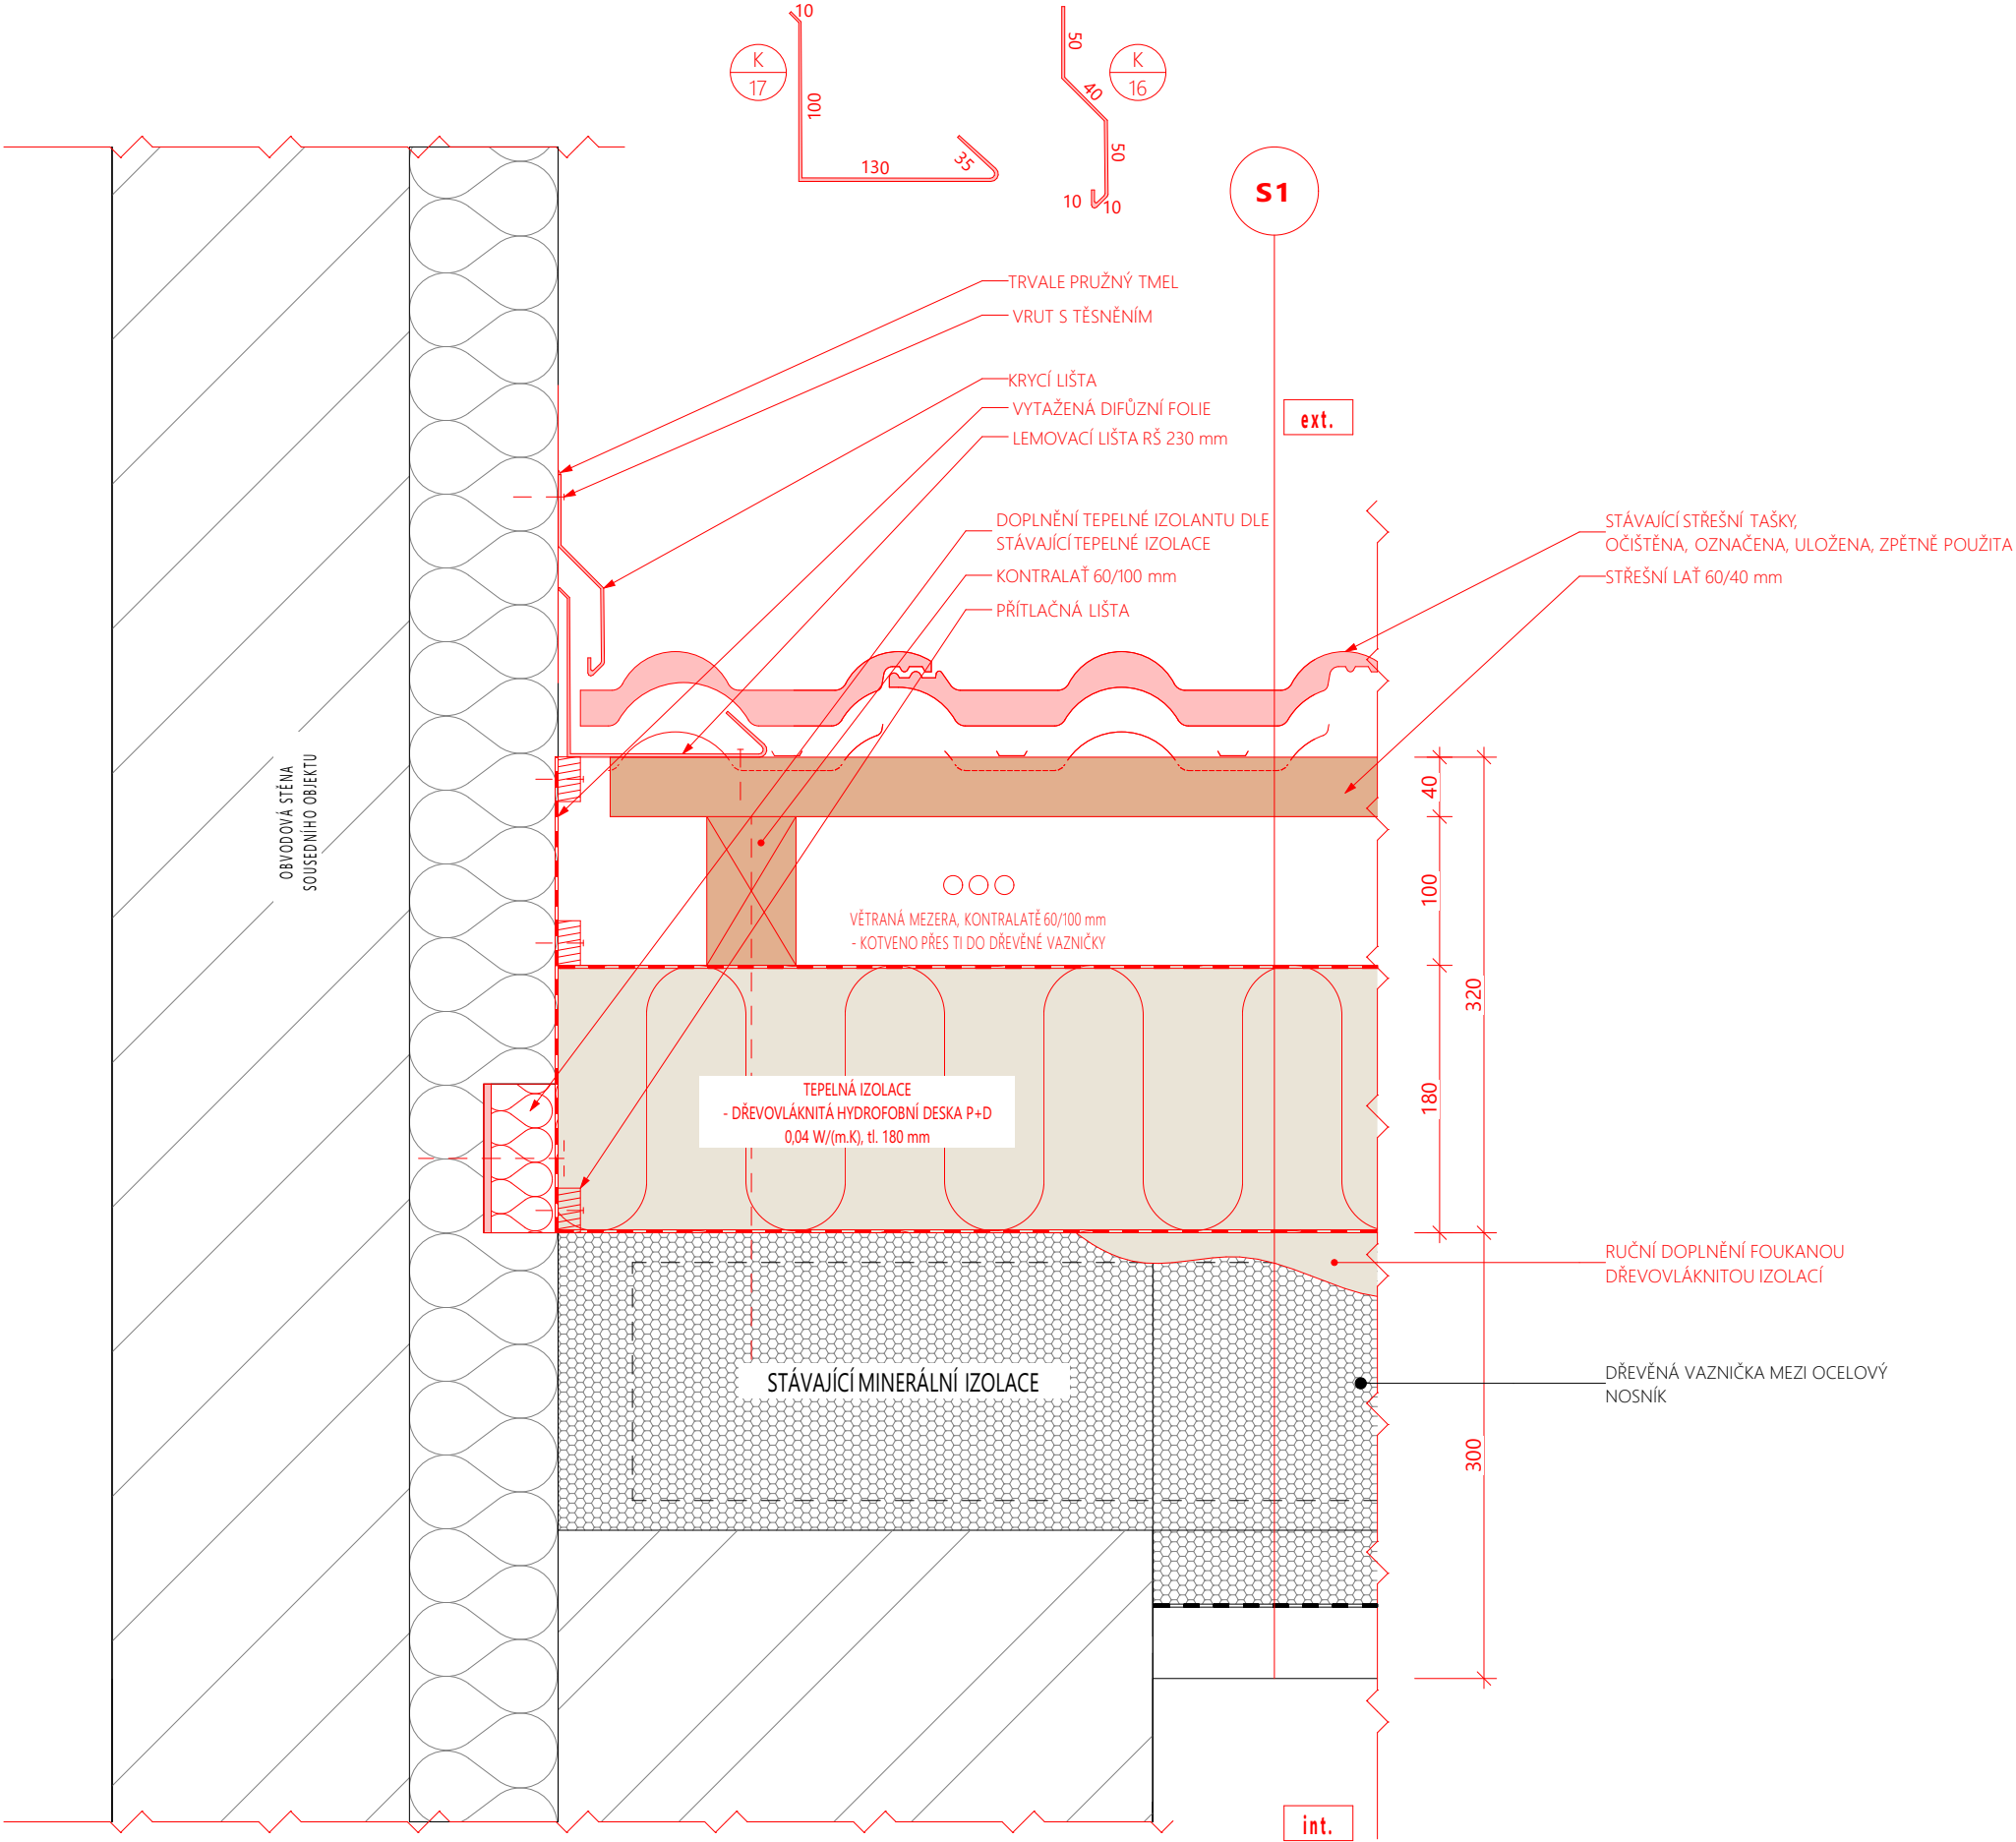 10
K
17
100
130
35
50
K
16
40
50
10
10
S1
TRVALE PRUŽNÝ TMEL
VRUT S TĚSNĚNÍM
KRYCÍ LIŠTA
VYTAŽENÁ DIFŮZNÍ FOLIE
LEMOVACÍ LIŠTA RŠ 230 mm
ext.
DOPLNĚNÍ TEPELNÉ IZOLANTU DLE
STÁVAJÍCÍ TEPELNÉ IZOLACE
KONTRALAŤ 60/100 mm
PŘÍTLAČNÁ LIŠTA
STÁVAJÍCÍ STŘEŠNÍ TAŠKY,
OČIŠTĚNA, OZNAČENA, ULOŽENA, ZPĚTNĚ POUŽITA
STŘEŠNÍ LAŤ 60/40 mm
OBVODOVÁ STĚNA
SOUSEDNÍHO OBJEKTU
40
100
320
180
VĚTRANÁ MEZERA, KONTRALATĚ 60/100 mm
- KOTVENO PŘES TI DO DŘEVĚNÉ VAZNIČKY
TEPELNÁ IZOLACE
- DŘEVOVLÁKNITÁ HYDROFOBNÍ DESKA P+D
0,04 W/(m.K), tl. 180 mm
RUČNÍ DOPLNĚNÍ FOUKANOU
DŘEVOVLÁKNITOU IZOLACÍ
STÁVAJÍCÍ MINERÁLNÍ IZOLACE
DŘEVĚNÁ VAZNIČKA MEZI OCELOVÝ
NOSNÍK
300
int.